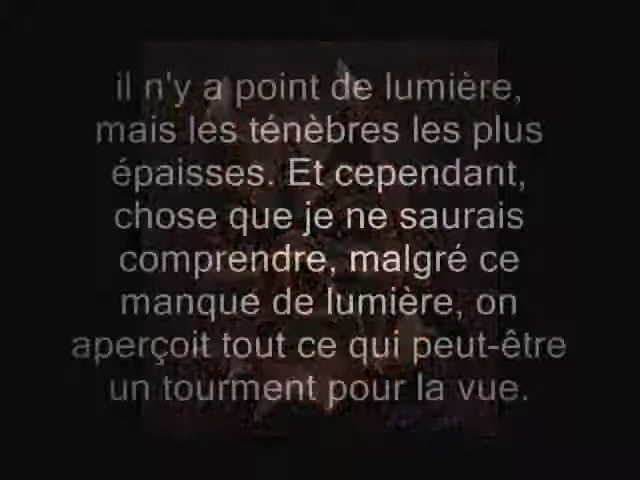 il n'y a point de lumière,
mais les ténèbres les plus
épaisses. Et cependant,
chose que je ne saurais
comprendre, malgré ce
manque de lumière, on
aperçoit tout ce qui peut-être
un tourment pour la vue.